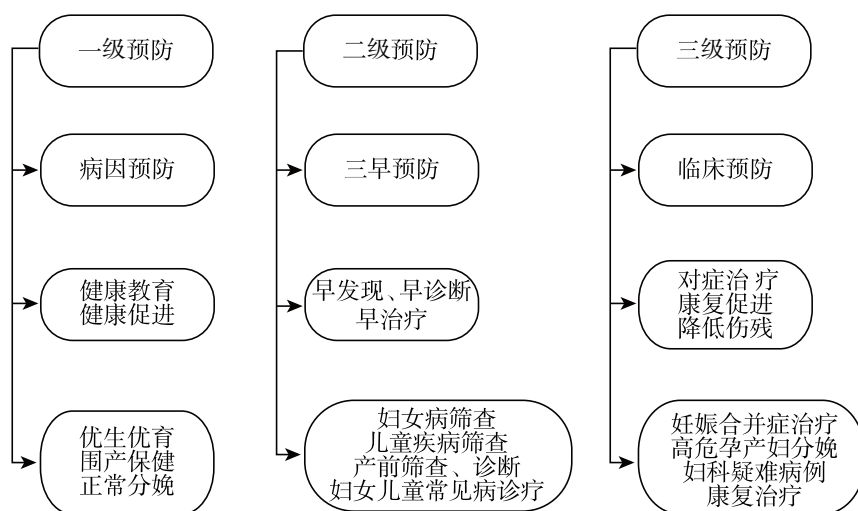 一级预防
病因预防
健康教育
健康促进
优生优育
围产保健
正常分娩
二级预防
三早预防
早发现、早诊断
早治疗
妇女病筛查
儿童疾病筛查
产前筛查、诊断
妇女儿童常见病诊疗
三级预防
临床预防
对症治疗
康复促进
降低伤残
妊娠合并症治疗
高危孕产妇分娩
妇科疑难病例
康复治疗